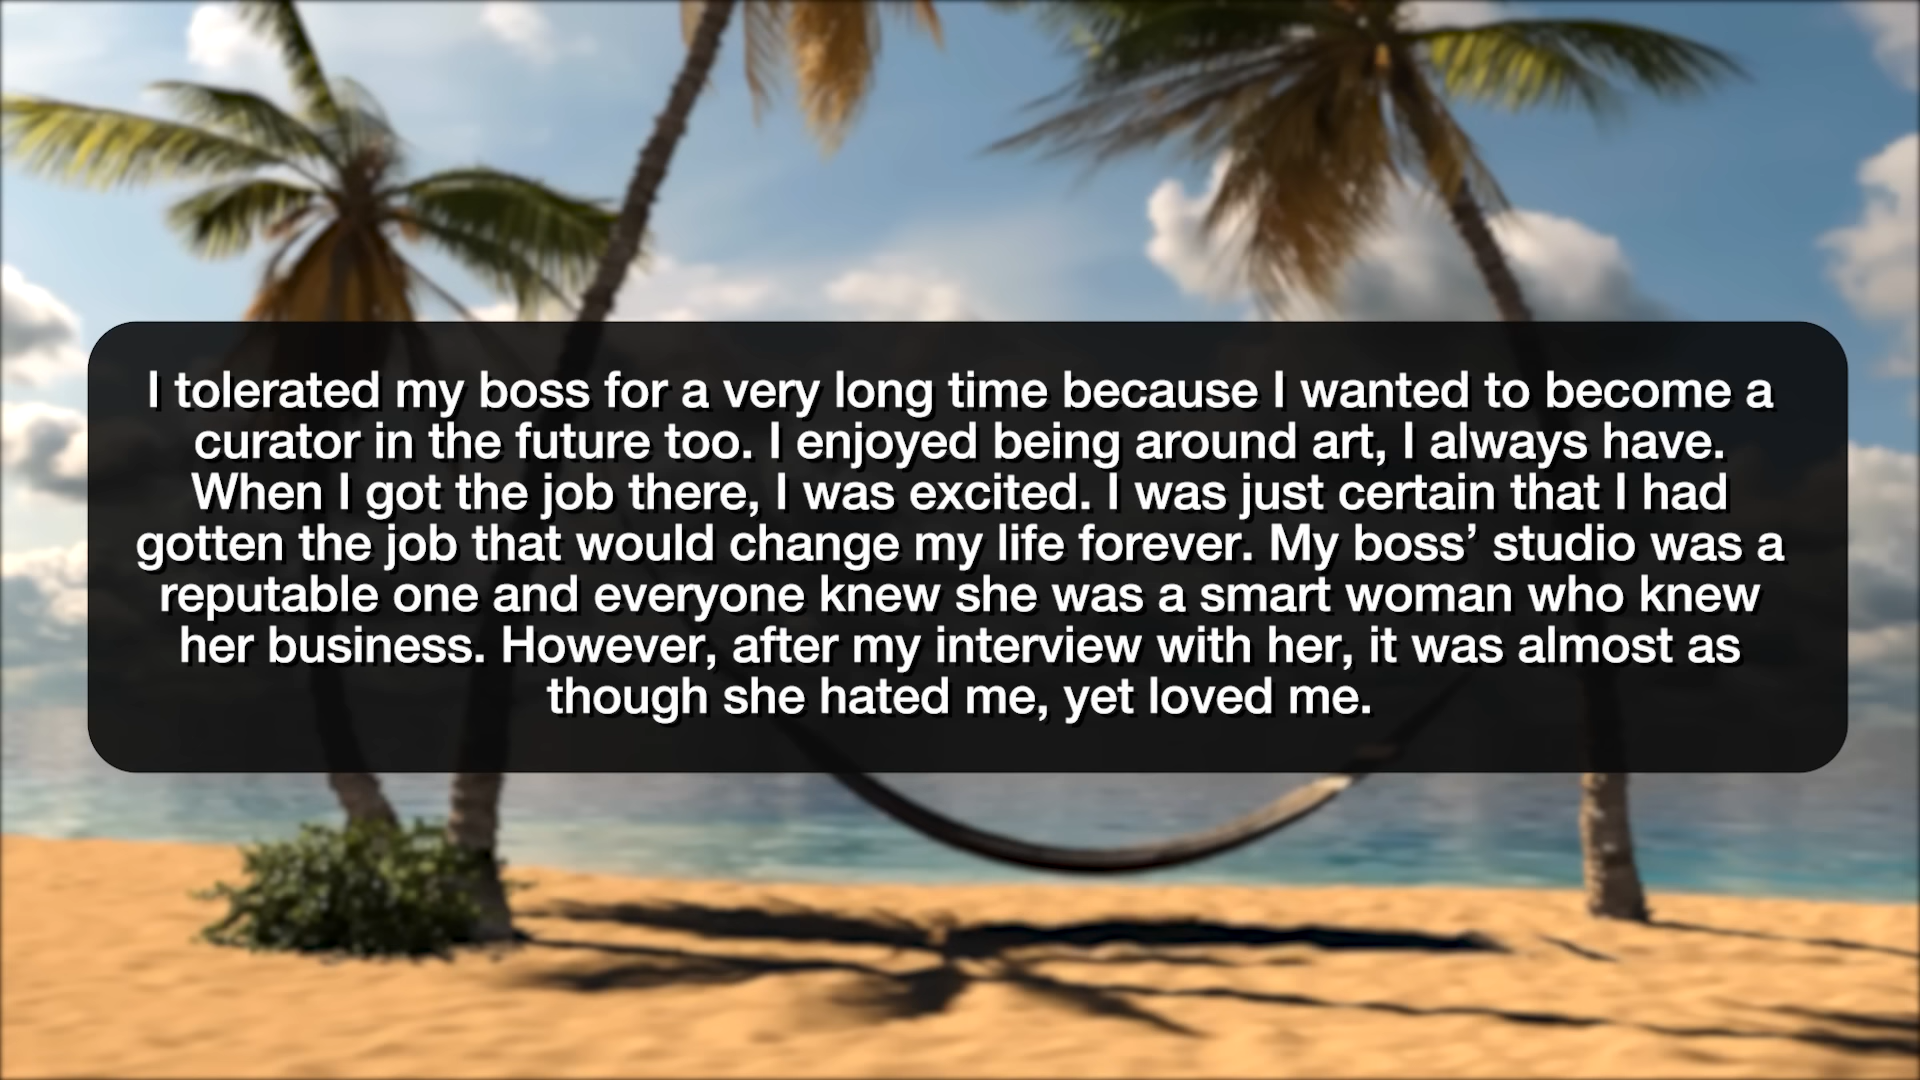 I tolerated my boss for a very long time because I wanted to become a
curator in the future too. I enjoyed being around art, I always have.
When I got the job there, I was excited. I was just certain that I had
gotten the job that would change my life forever. My boss’ studio was a
reputable one and everyone knew she was a smart woman who knew
her business. However, after my interview with her, it was almost as
though she hated me, yet loved me.